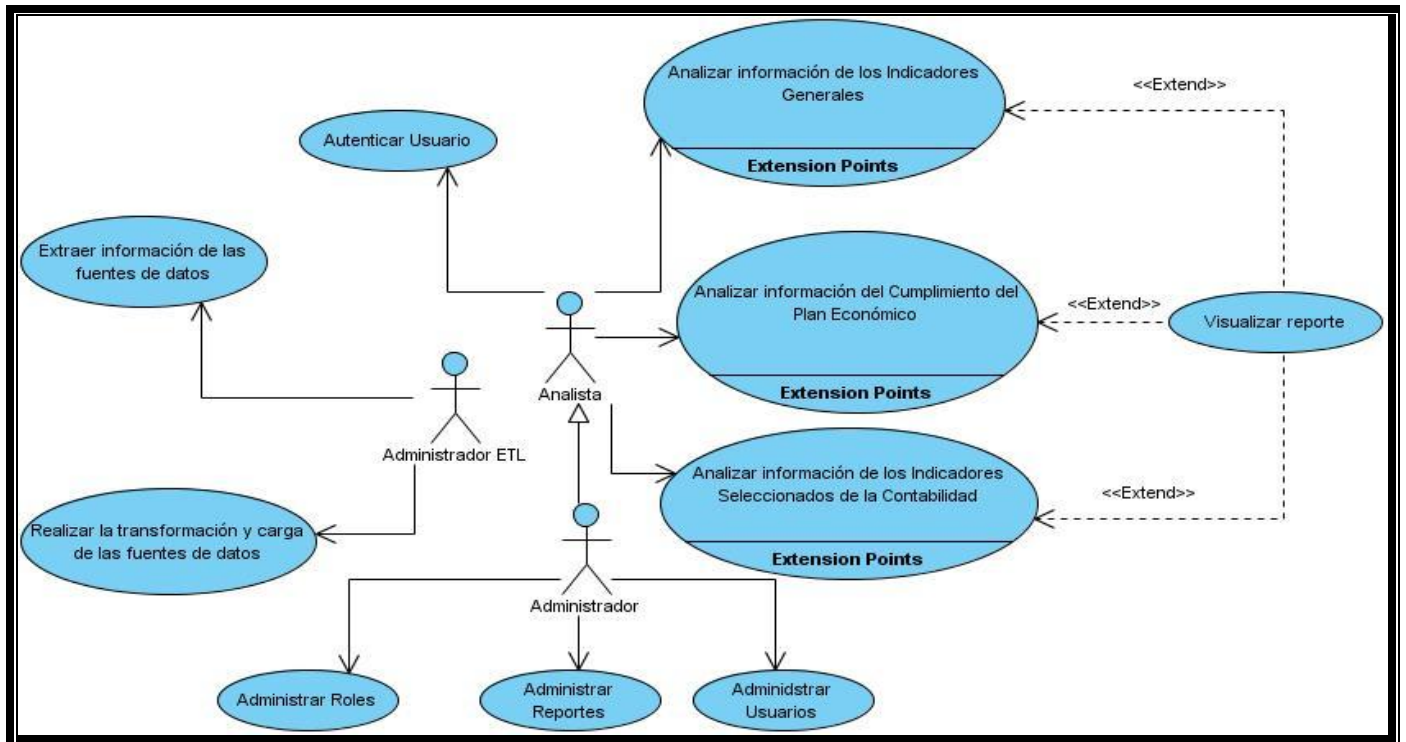 Analizar información de los Indicadores
Generales
Extension Points
<<Extend>>
Autenticar Usuario
Extraer información de las
fuentes de datos
Analizar información del Cumplimiento del
Plan Económico
Extension Points
<<Extend>>
Visualizar reporte
Analista
Administrador ETL
Analizar información de los Indicadores
Seleccionados de la Contabilidad
Extension Points
<<Extend>>
Realizar la transformación y carga
de las fuentes de datos
Administrador
Administrar Roles
Administrar
Reportes
Adminidstrar
Usuarios